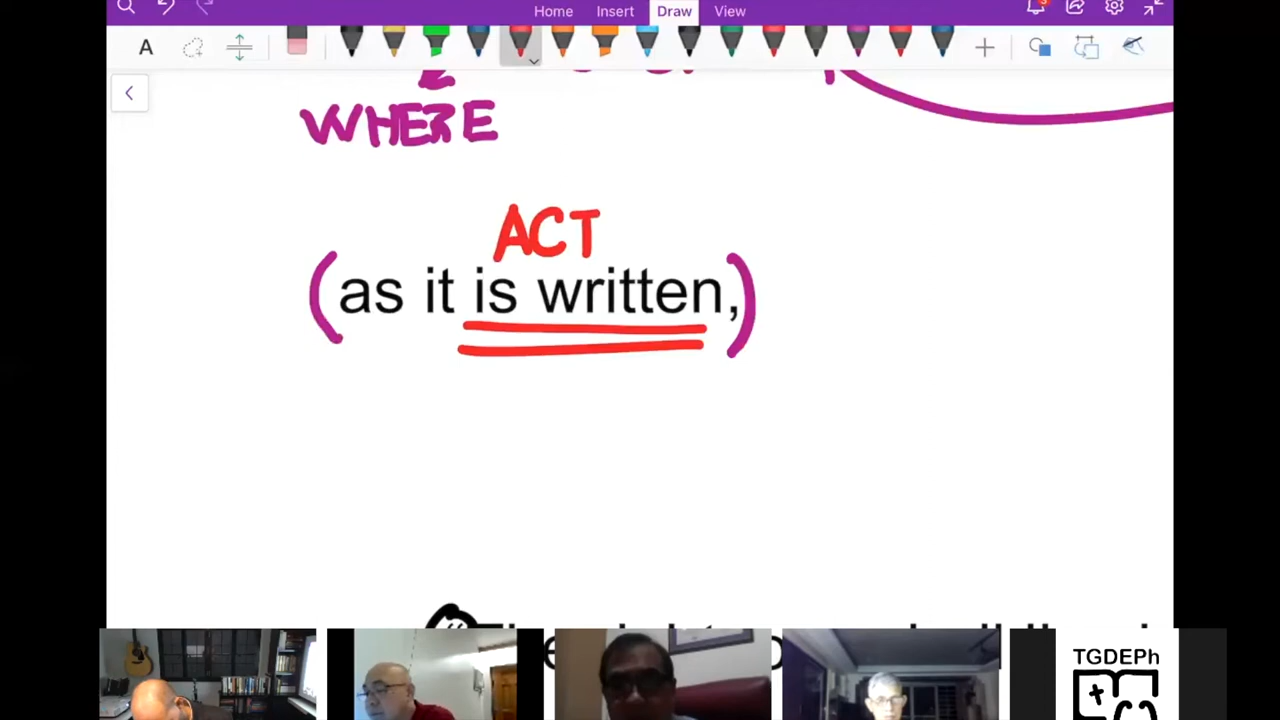 Home Insert Draw View
A
WHERE
ACT
(as it is written,)
TGDEPh